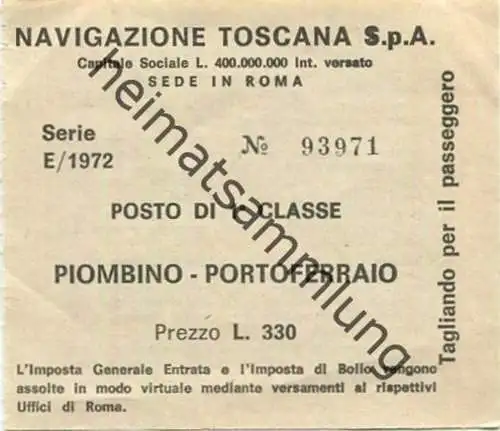 NAVIGAZIONE TOSCANA S.p.A.
Capitale Sociale L. 400.000.000 Int. versato
SEDE IN ROMA
Serie
E/1972
№ 93971
POSTO DI CLASSE
PIOMBINO - PORTOFERRAIO
Prezzo L. 330
L'Imposta Generale Entrata e l'Imposta di Bollo vengono
assolte in modo virtuale mediante versamenti ai rispettivi
Uffici di Roma.
Tagliando per il passeggero
heimatsammlung.de